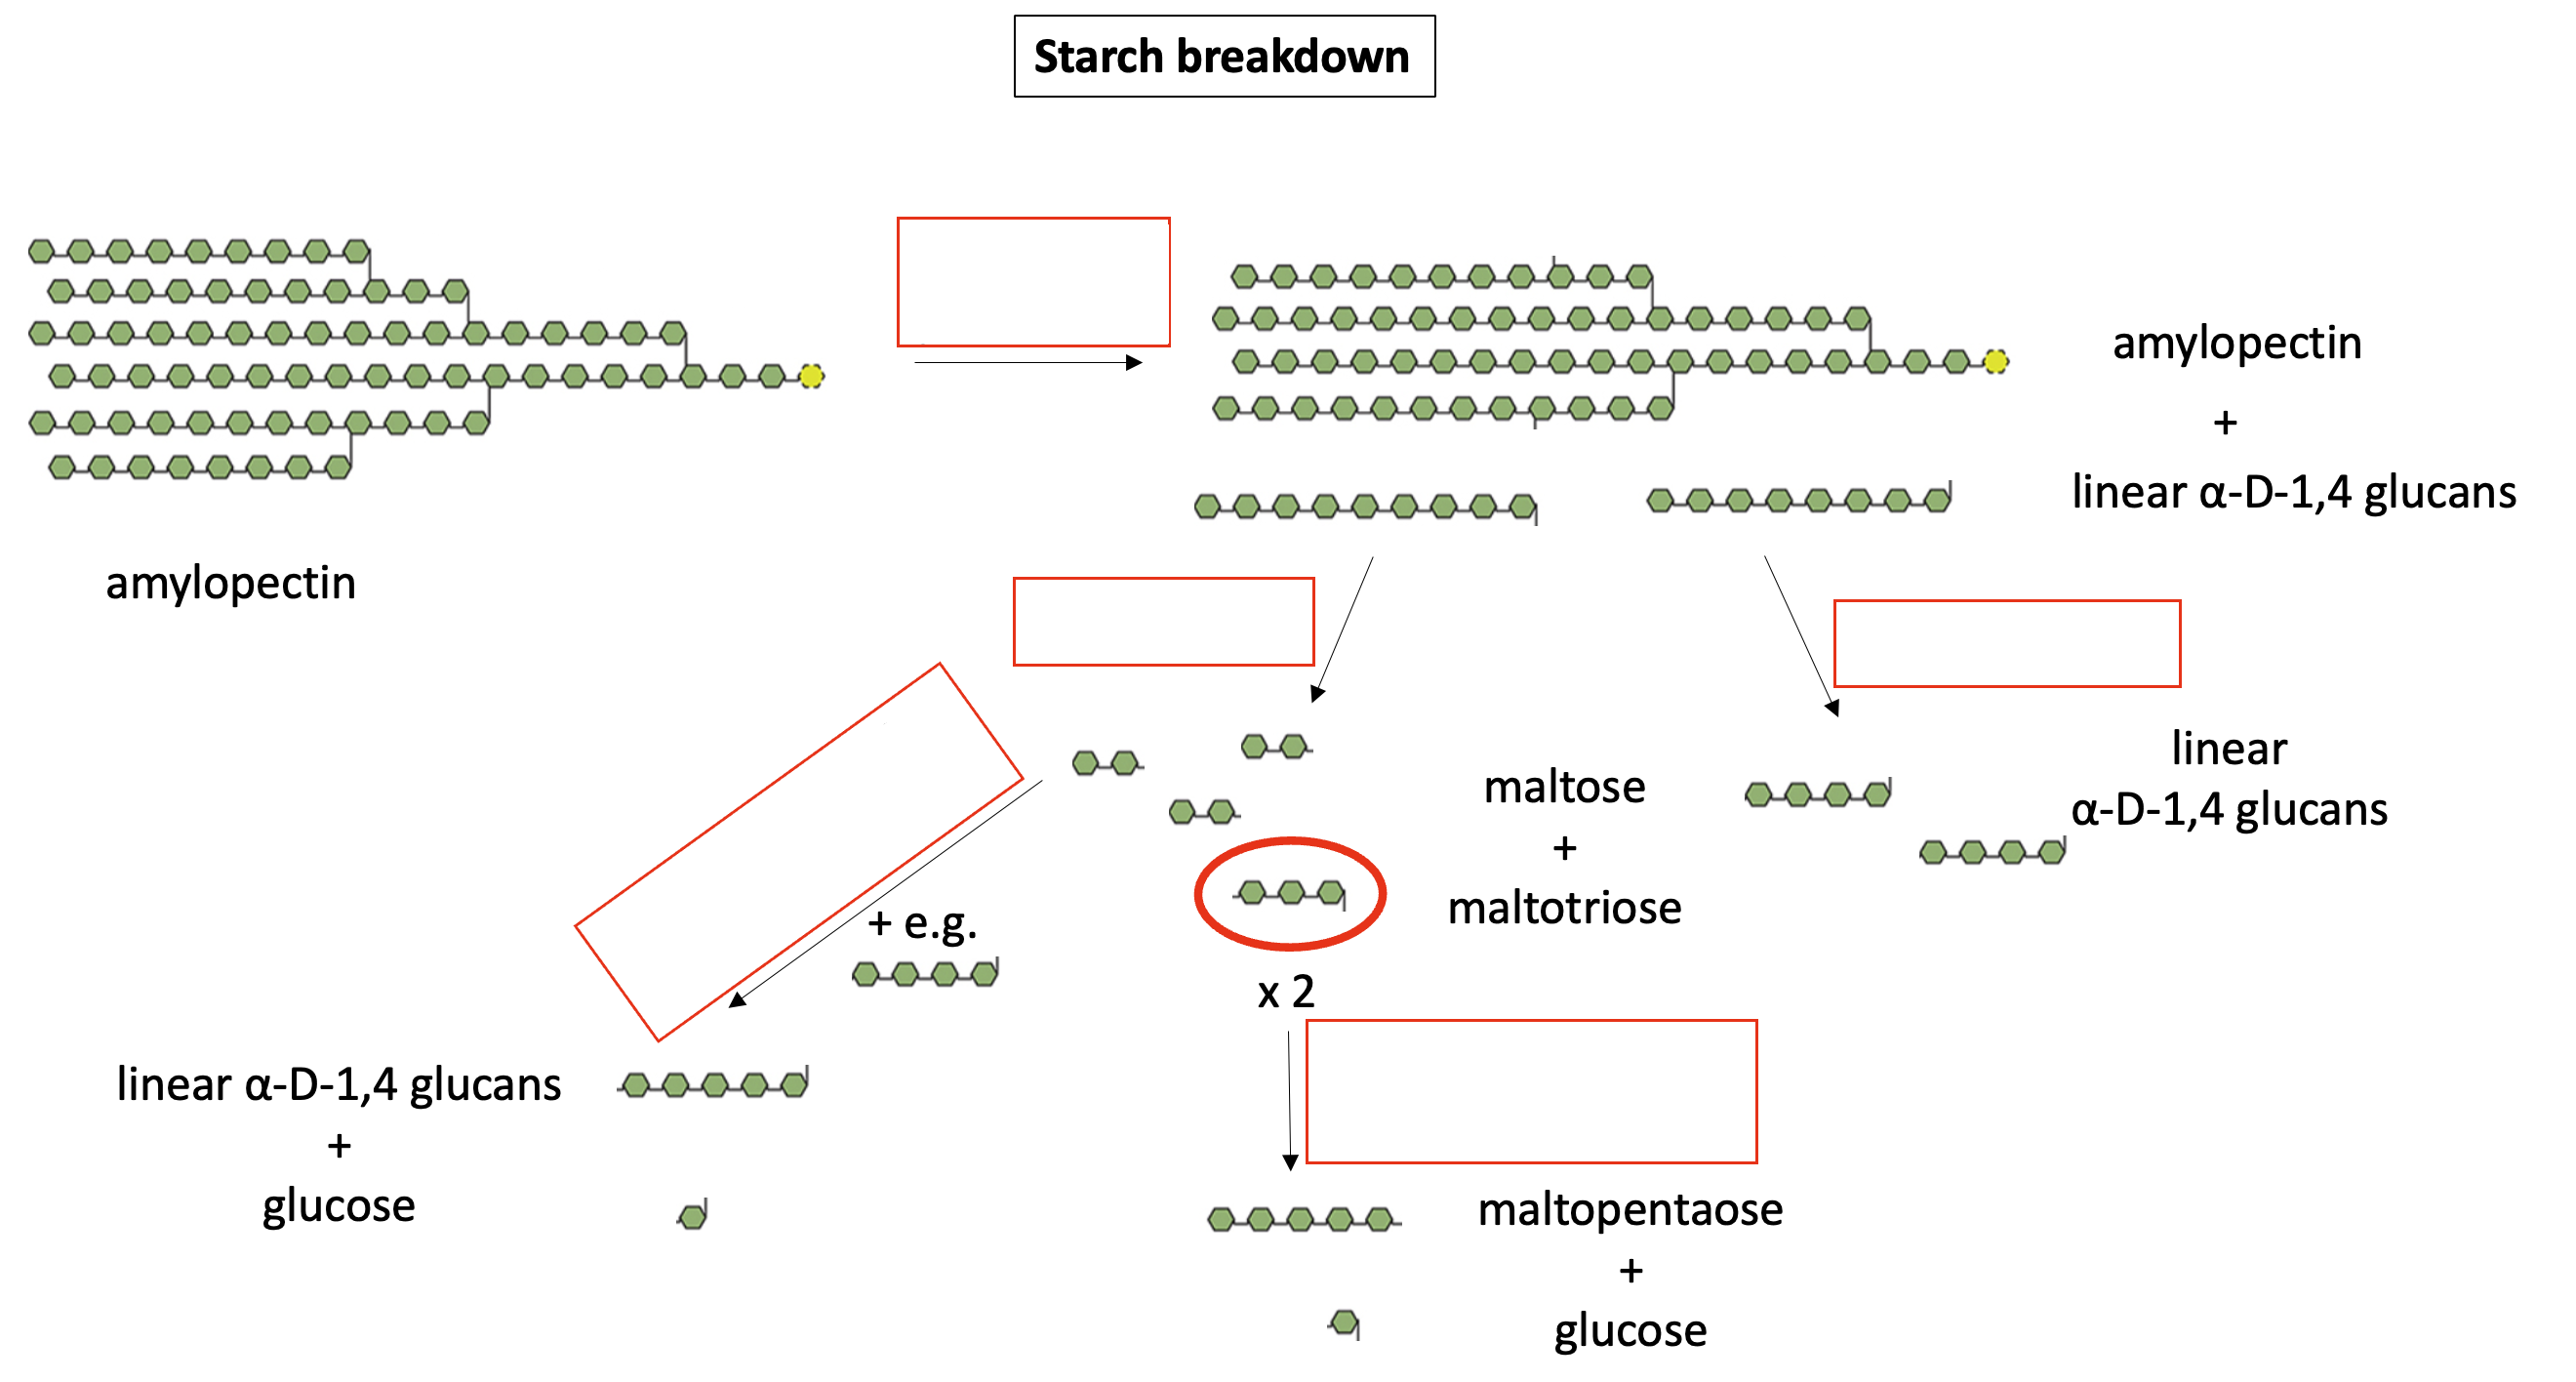 Starch breakdown
amylopectin
+
linear α-D-1,4 glucans
amylopectin
linear
α-D-1,4 glucans
maltose
+
maltotriose
+ e.g.
x 2
linear α-D-1,4 glucans
+
glucose
maltopentaose
+
glucose